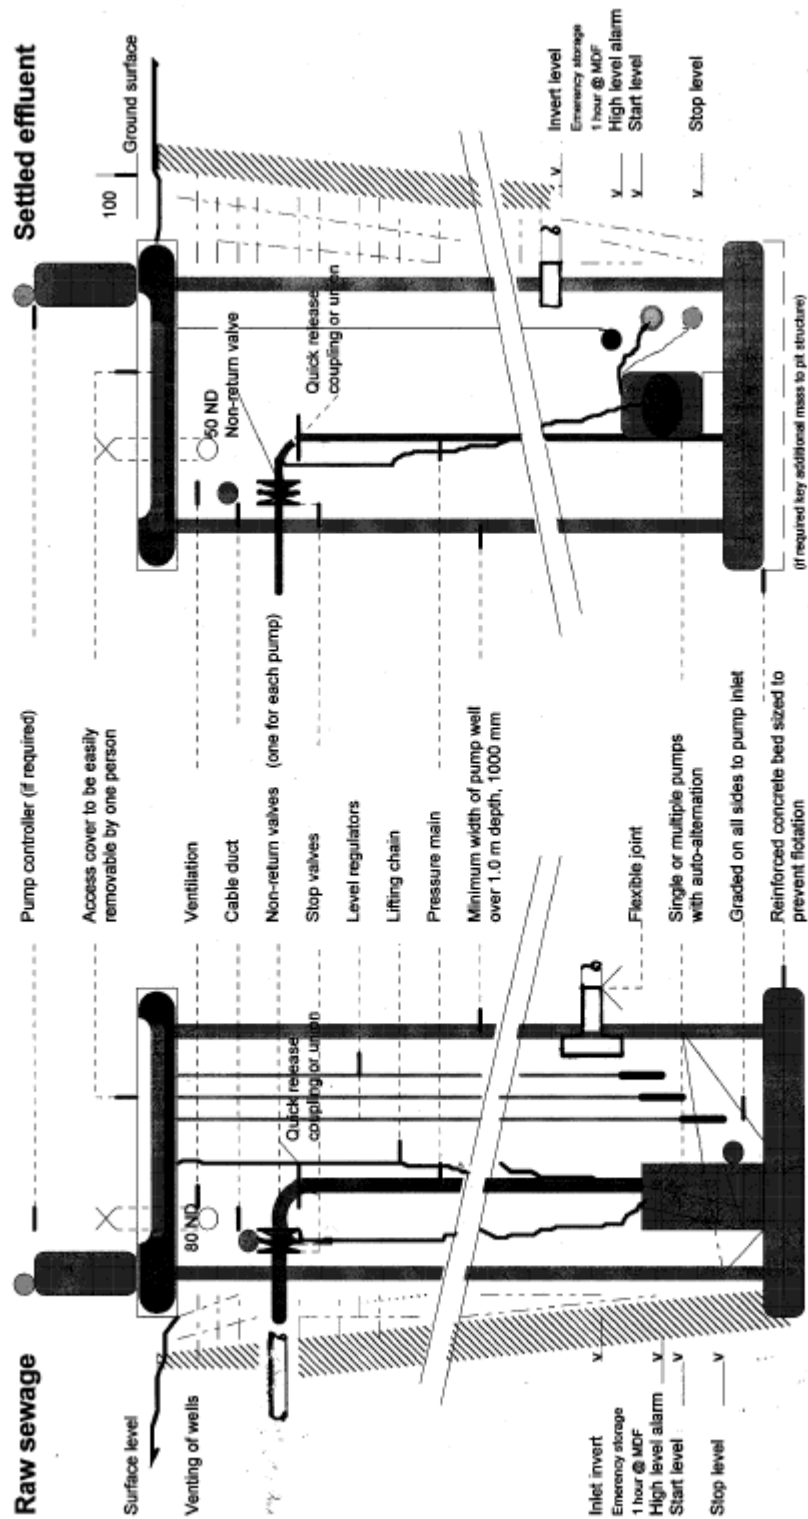 Raw sewage
Settled effluent
Surface level
Venting of wells
80 ND
Quick release
coupling or union
Inlet invert
Emerency storage
1 hour @ MDF
High level alarm
Start level
Stop level
Pump controller (if required)
Access cover to be easily
removable by one person
Ventilation
Cable duct
Non-return valves (one for each pump)
Stop valves
Level regulators
Lifting chain
Pressure main
Minimum width of pump well
over 1.0 m depth, 1000 mm
Flexible joint
Single or multiple pumps
with auto-alternation
Graded on all sides to pump inlet
Reinforced concrete bed sized to
prevent flotation
Ground surface
100
50 ND
Non-return valve
Quick release
coupling or union
Invert level
Emerency storage
1 hour @ MDF
High level alarm
Start level
Stop level
(if required key additional mass to pit structure)